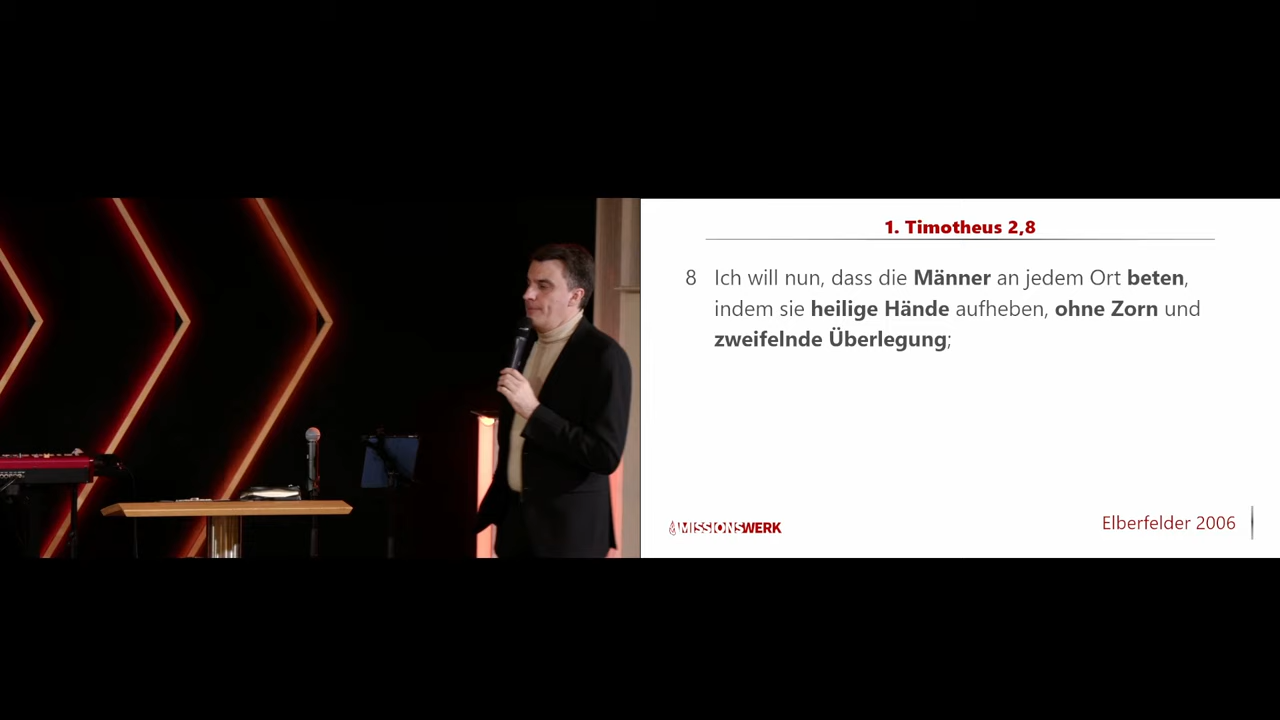 1. Timotheus 2,8
8 Ich will nun, dass die Männer an jedem Ort beten,
indem sie heilige Hände aufheben, ohne Zorn und
zweifelnde Überlegung;
MISSIONSWERK
Elberfelder 2006